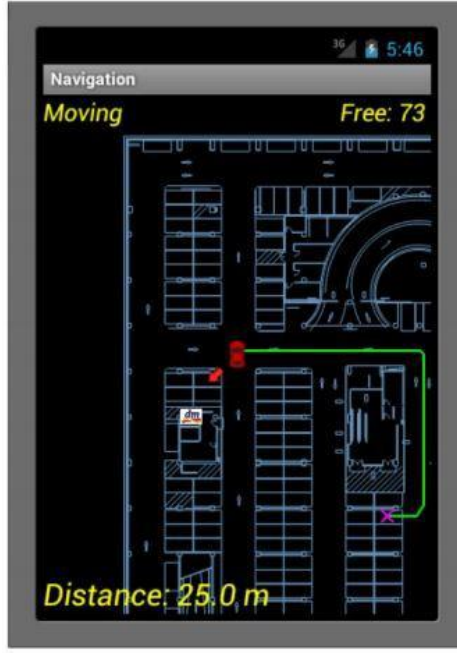 3G 5:46
Navigation
Moving Free: 73
dm
Distance: 25.0 m